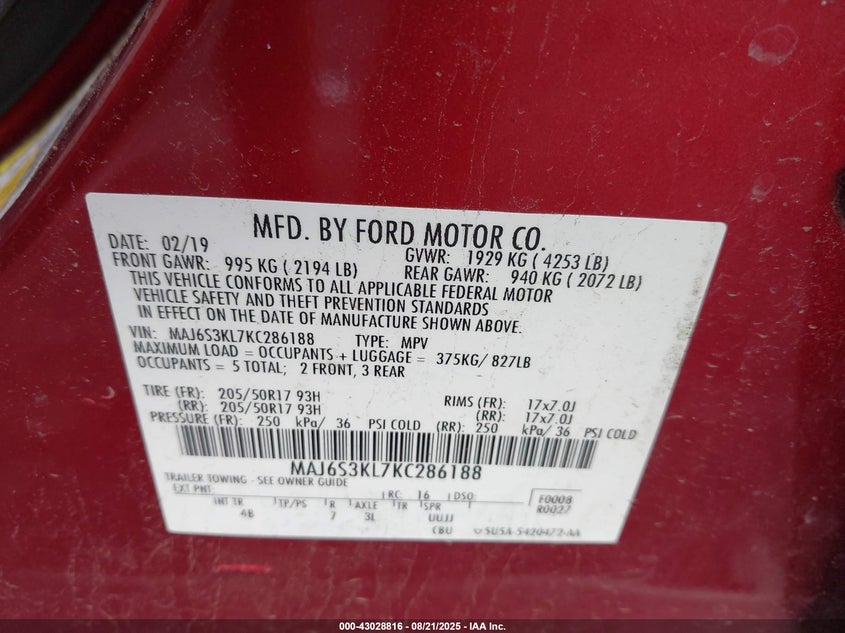 MFD. BY FORD MOTOR CO.
DATE: 02/19 GVWR: 1929 KG ( 4253 LB)
FRONT GAWR: 995 KG ( 2194 LB) REAR GAWR: 940 KG ( 2072 LB)
THIS VEHICLE CONFORMS TO ALL APPLICABLE FEDERAL MOTOR
VEHICLE SAFETY AND THEFT PREVENTION STANDARDS
IN EFFECT ON THE DATE OF MANUFACTURE SHOWN ABOVE.
VIN: MAJ6S3KL7KC286188 TYPE: MPV
MAXIMUM LOAD = OCCUPANTS + LUGGAGE = 375KG/ 827LB
OCCUPANTS = 5 TOTAL; 2 FRONT, 3 REAR
TIRE (FR): 205/50R17 93H RIMS (FR): 17x7.0J
(RR): 205/50R17 93H (RR): 17x7.0J
PRESSURE (FR): 250 kPa/ 36 PSI COLD (RR): 250 kPa/ 36 PSI COLD
MAJ6S3KL7KC286188
TRAILER TOWING - SEE OWNER GUIDE
EXT PNT: RC: 16 DSO: F0008
R0027
INT TR TP/PS R AXLE TR SPR
4B 7 3L UUJJ
CBU SU5A-5420472-AA
000-43028816 - 08/21/2025 - IAA Inc.